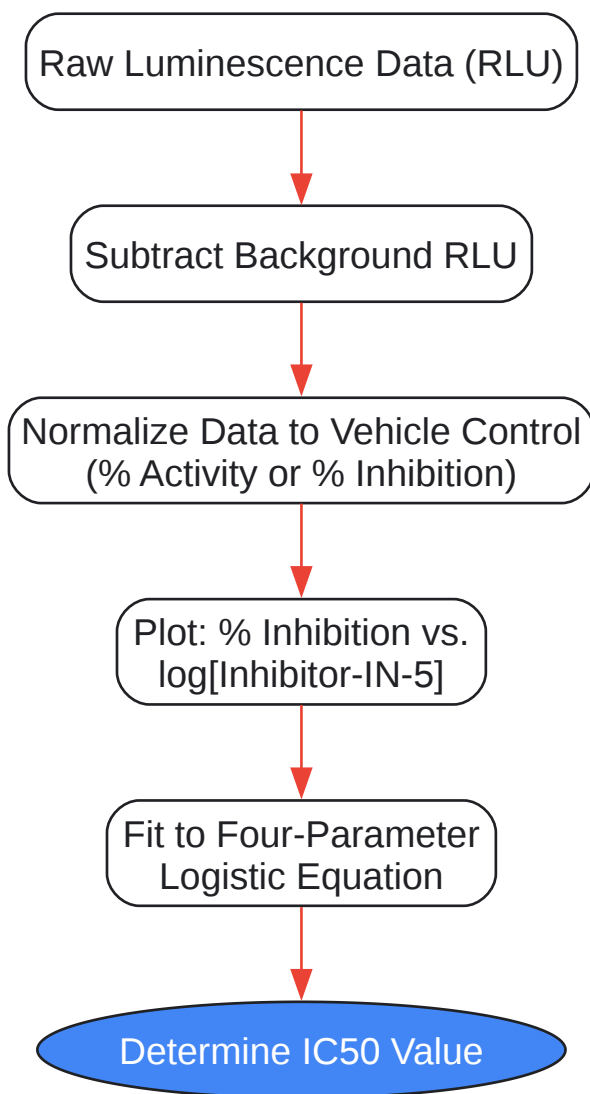 Raw Luminescence Data (RLU)
Subtract Background RLU
Normalize Data to Vehicle Control
(% Activity or % Inhibition)
Plot: % Inhibition vs.
log[Inhibitor-IN-5]
Fit to Four-Parameter
Logistic Equation
Determine IC50 Value